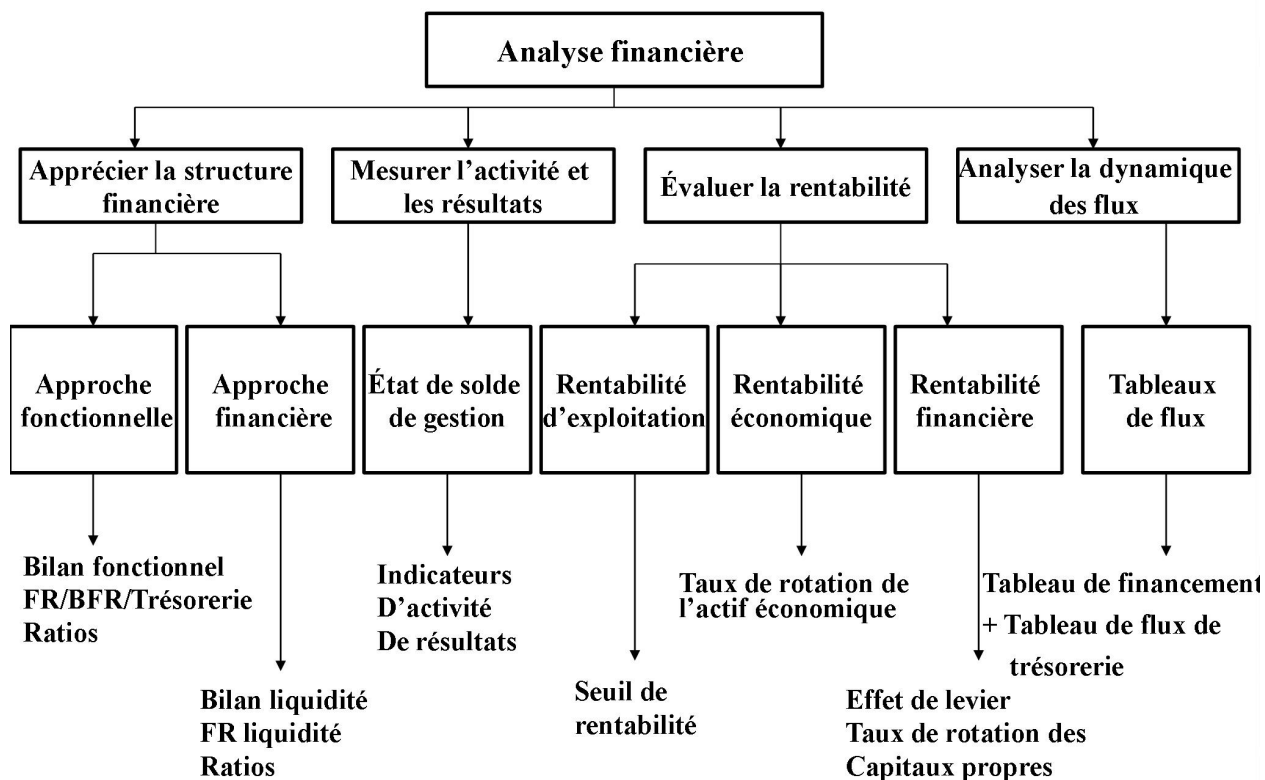 Analyse financière
Apprécier la structure
financière
Mesurer l’activité et
les résultats
Évaluer la rentabilité
Analyser la dynamique
des flux
Approche
fonctionnelle
Approche
financière
État de solde
de gestion
Rentabilité
d’exploitation
Rentabilité
économique
Rentabilité
financière
Tableaux
de flux
Bilan fonctionnel
FR/BFR/Trésorerie
Ratios
Bilan liquidité
FR liquidité
Ratios
Indicateurs
D’activité
De résultats
Seuil de
rentabilité
Taux de rotation de
l’actif économique
Effet de levier
Taux de rotation des
Capitaux propres
Tableau de financement
+ Tableau de flux de
trésorerie